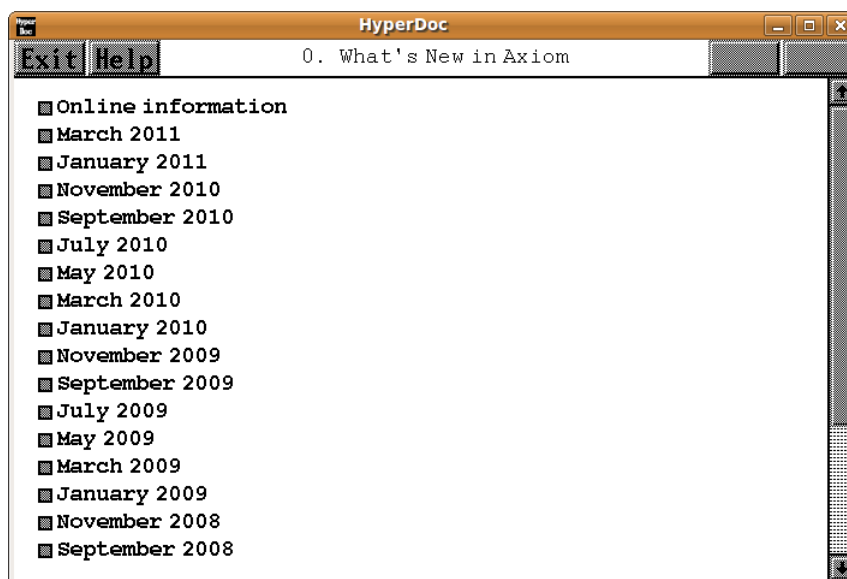 Hyper Doc
HyperDoc
Exit Help
0. What's New in Axiom
Online information
March 2011
January 2011
November 2010
September 2010
July 2010
May 2010
March 2010
January 2010
November 2009
September 2009
July 2009
May 2009
March 2009
January 2009
November 2008
September 2008